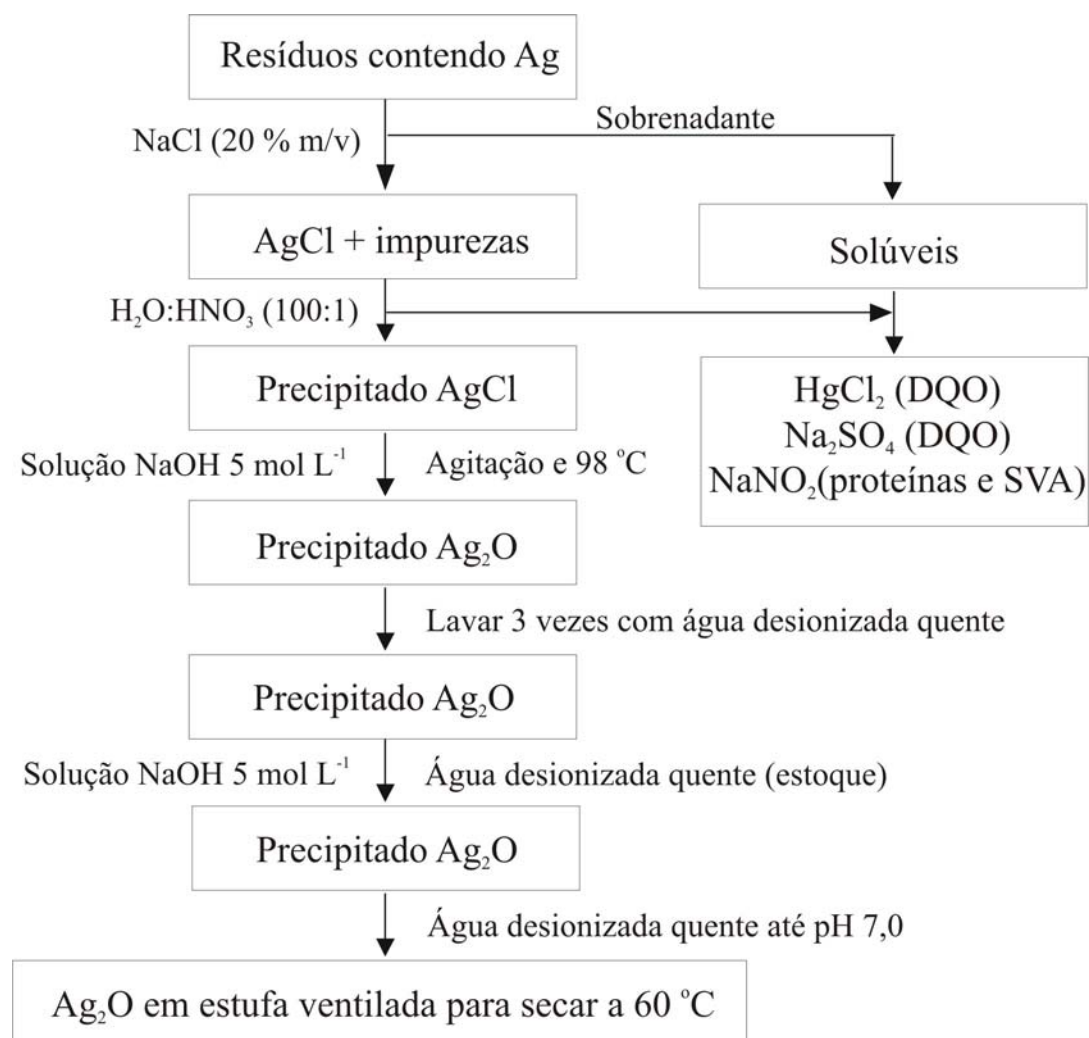 Resíduos contendo Ag
NaCl (20 % m/v)
Sobrenadante
AgCl + impurezas
Solúveis
H₂O:HNO₃ (100:1)
Precipitado AgCl
HgCl₂ (DQO)
Na₂SO₄ (DQO)
NaNO₂(proteínas e SVA)
Solução NaOH 5 mol L⁻¹
Agitação e 98 °C
Precipitado Ag₂O
Lavar 3 vezes com água desionizada quente
Precipitado Ag₂O
Solução NaOH 5 mol L⁻¹
Água desionizada quente (estoque)
Precipitado Ag₂O
Água desionizada quente até pH 7,0
Ag₂O em estufa ventilada para secar a 60 °C